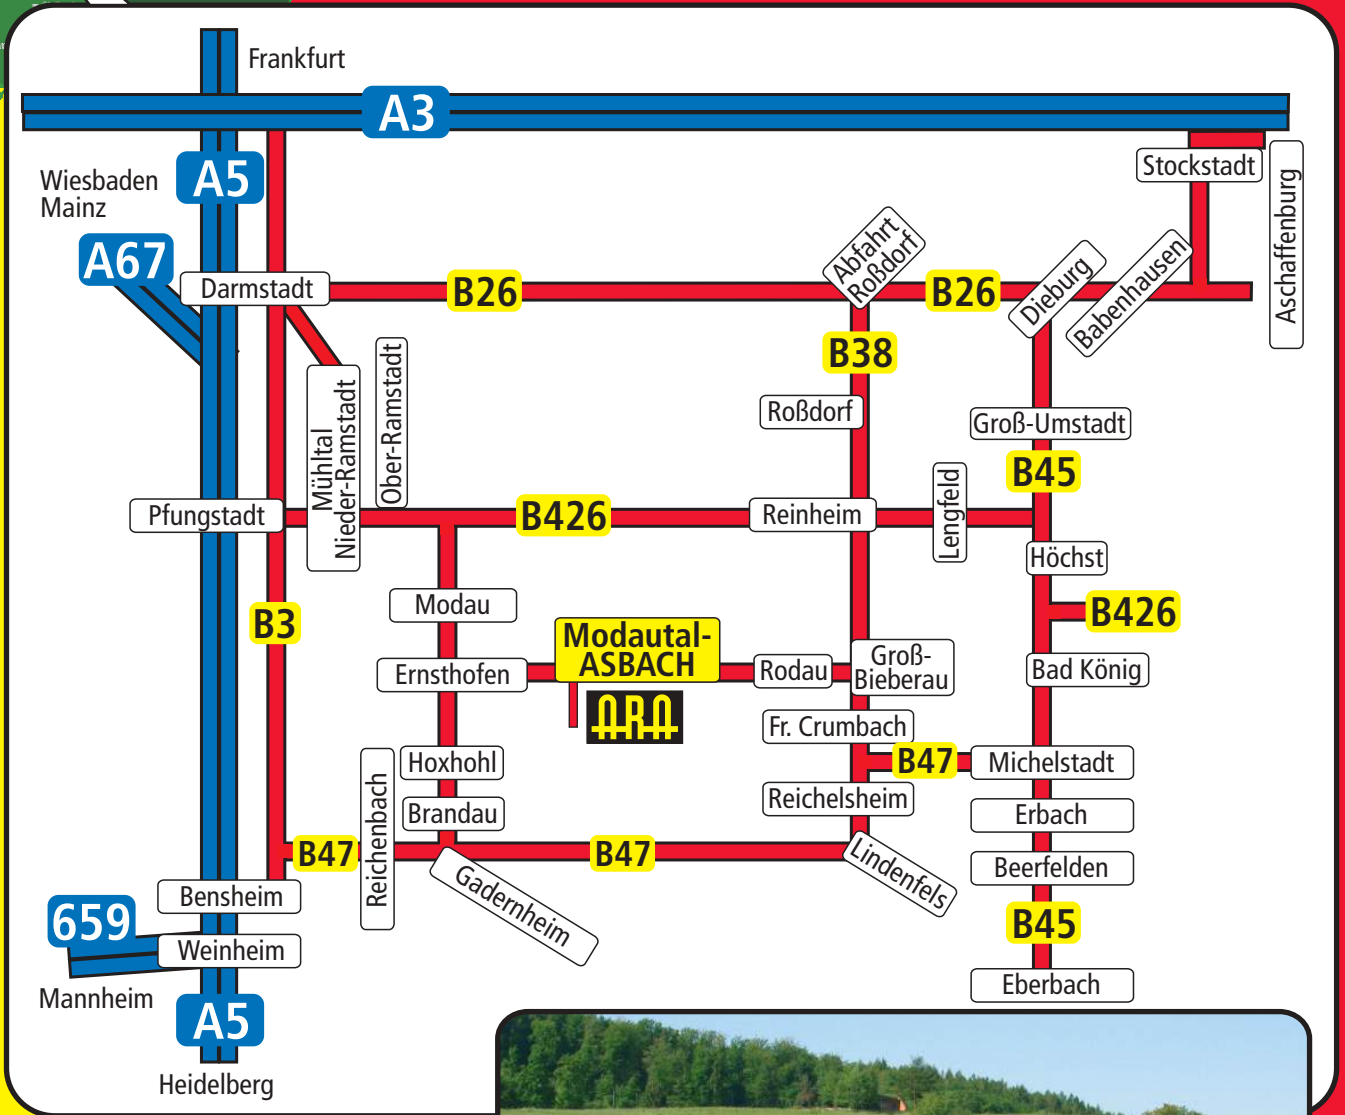 Frankfurt
A3
A5
Wiesbaden
Mainz
Stockstadt
Aschaffenburg
A67
Abfahrt
Roßdorf
Darmstadt
B26
B26
Dieburg
Babenhausen
B38
Mühltal
Nieder-Ramstadt
Ober-Ramstadt
Roßdorf
Groß-Umstadt
B45
Pfungstadt
B426
Reinheim
Lengfeld
Höchst
B3
Modau
Modautal-
ASBACH
B426
Ernsthofen
Rodau
Groß-
Bieberau
Bad König
ARA
Fr. Crumbach
Hoxhohl
B47
Michelstadt
Reichenbach
Brandau
Reichelsheim
Erbach
B47
B47
Lindenfels
Gadernheim
Beerfelden
Bensheim
659
Weinheim
B45
Mannheim
Eberbach
A5
Heidelberg